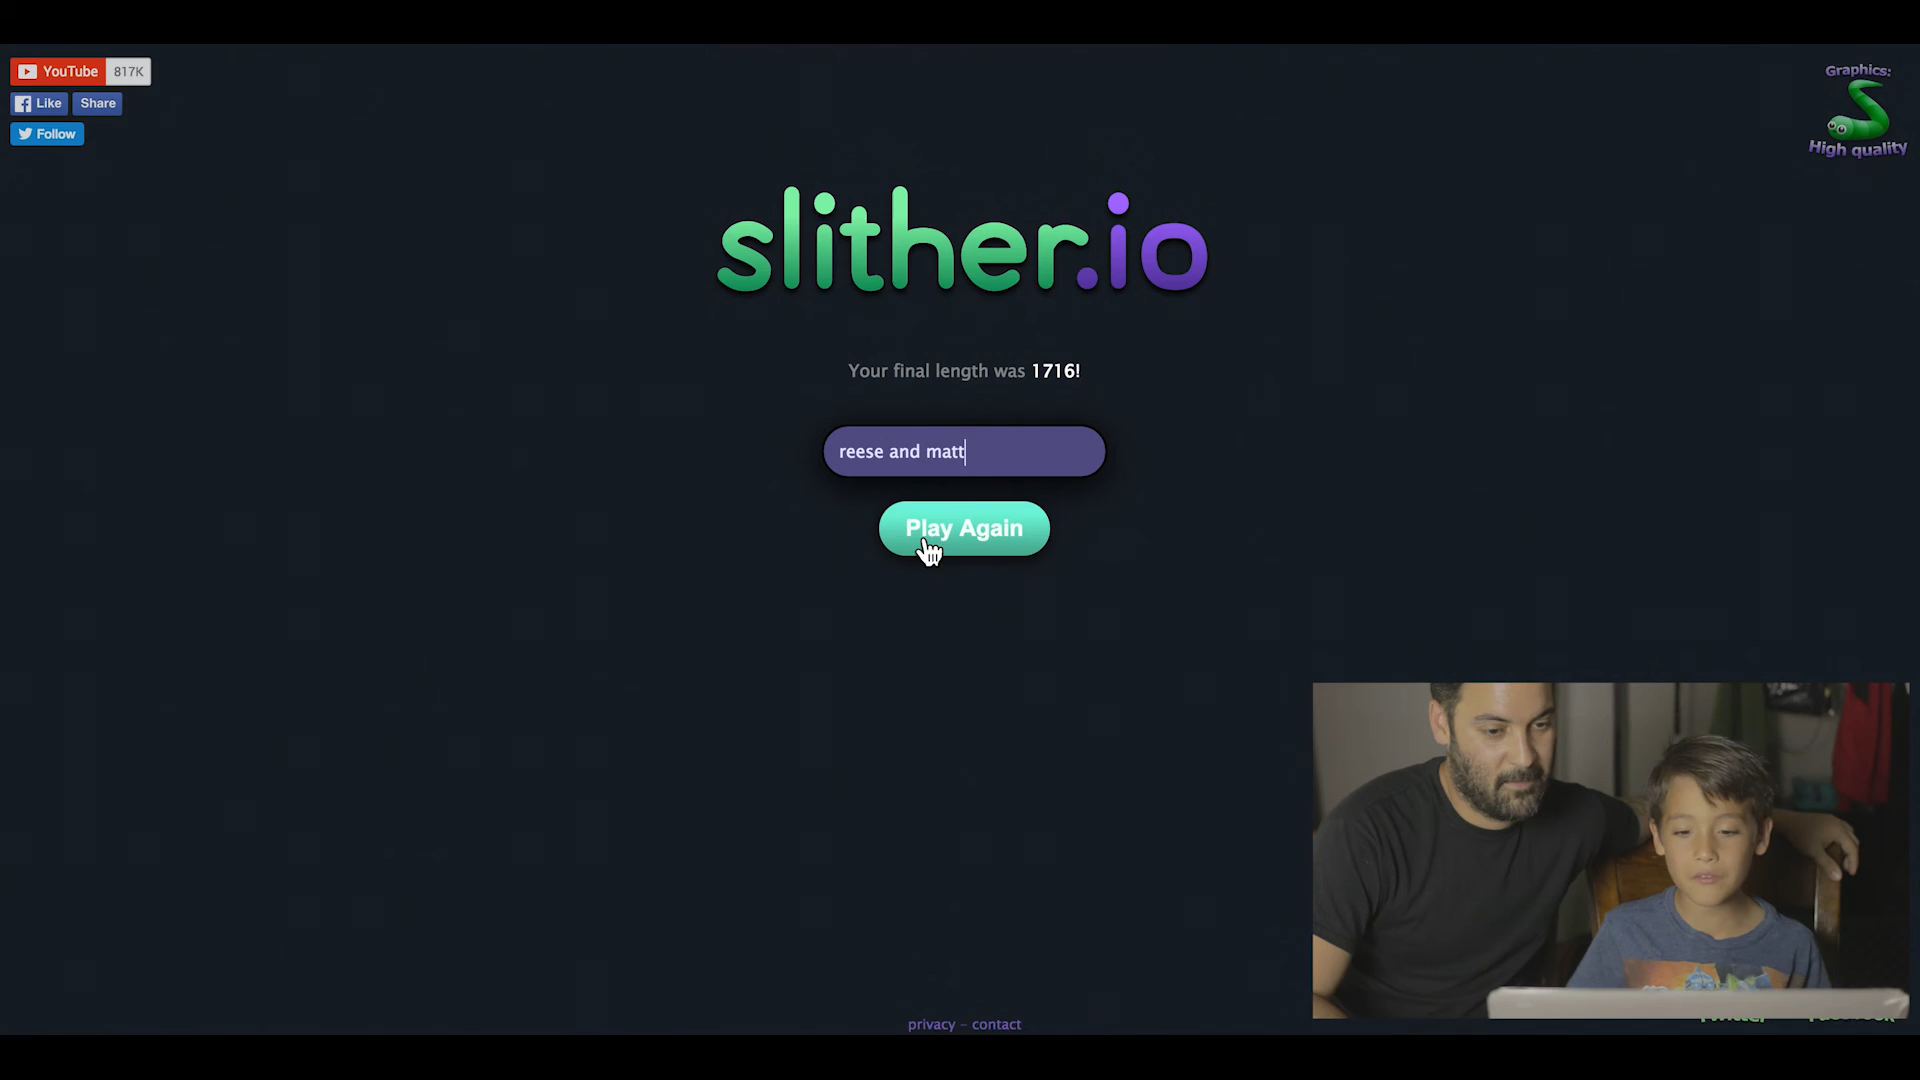 YouTube 817K
Like Share
Follow
Graphics:
High quality
slither.io
Your final length was 1716!
reese and matt
Play Again
privacy - contact